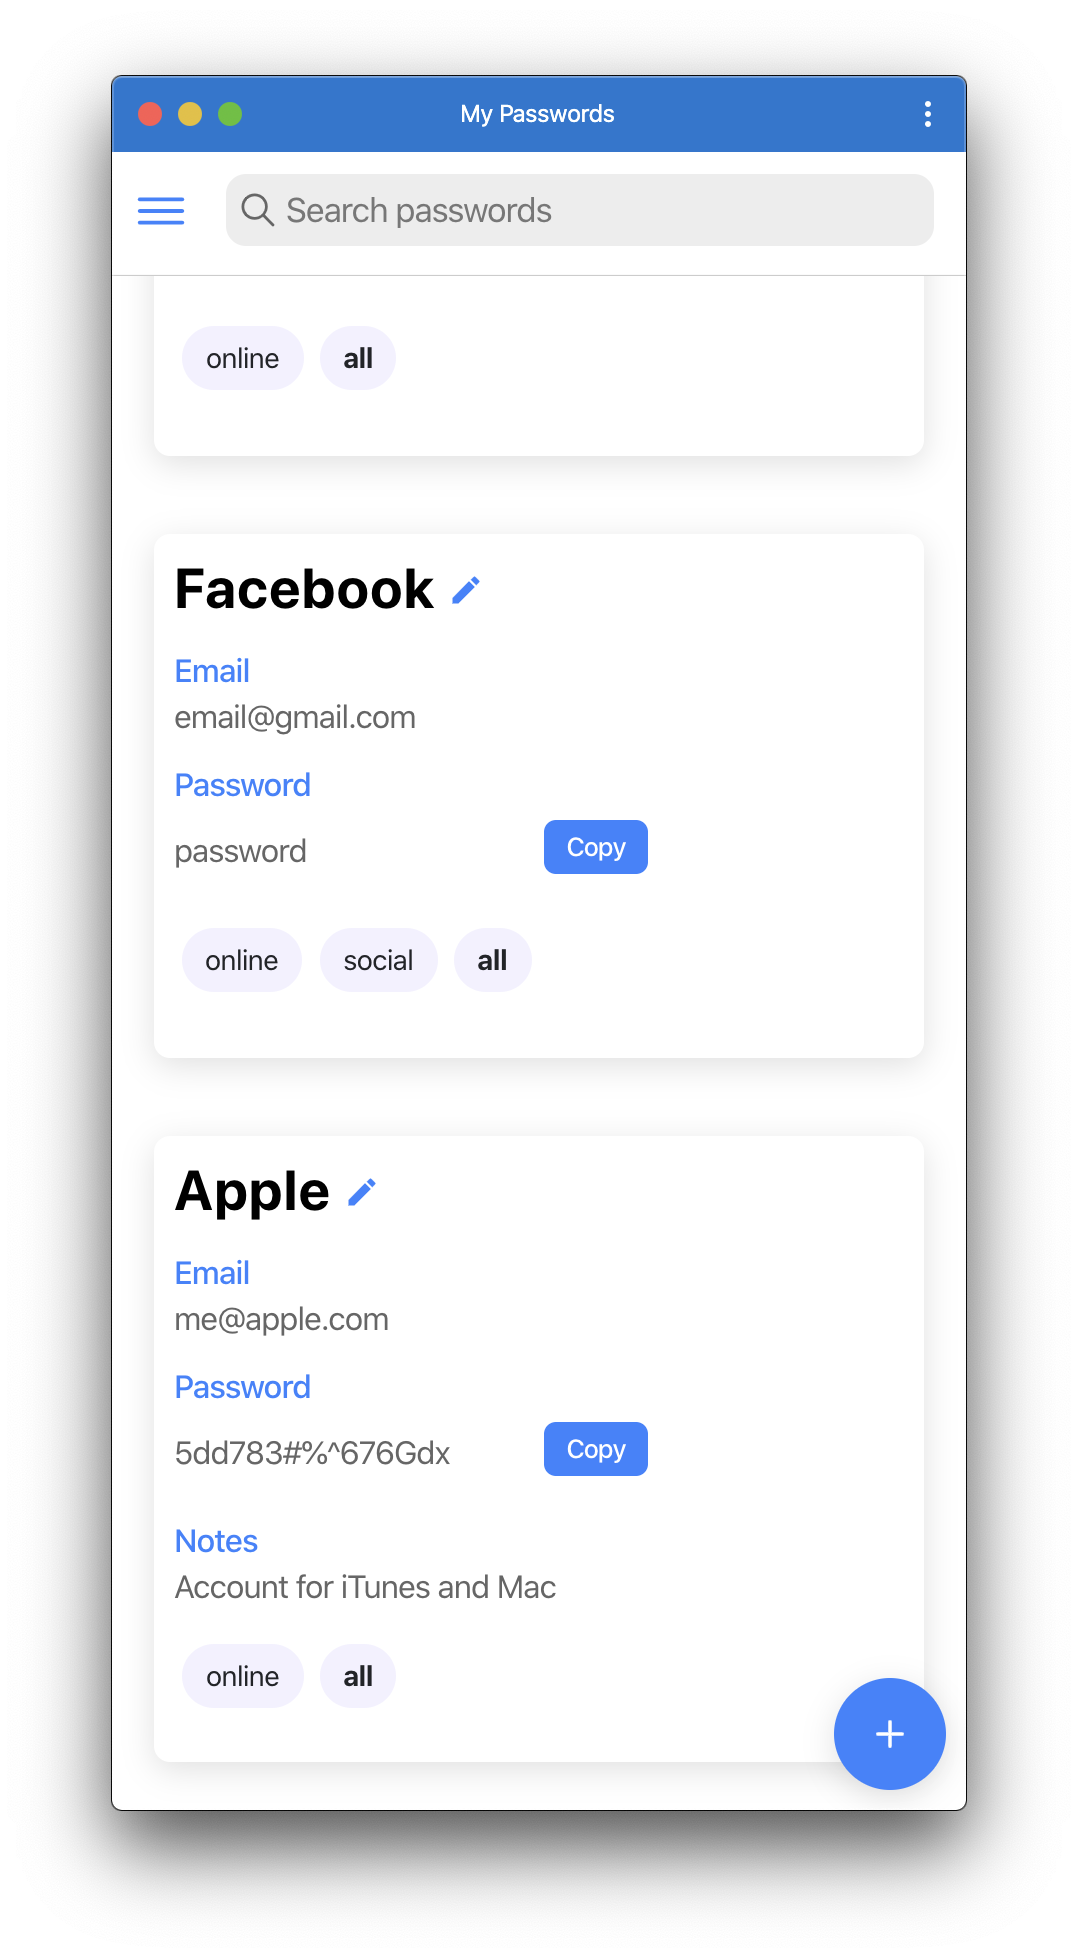 My Passwords
Search passwords
online all
Facebook
Email
email@gmail.com
Password
password Copy
online social all
Apple
Email
me@apple.com
Password
5dd783#%^676Gdx Copy
Notes
Account for iTunes and Mac
online all
+